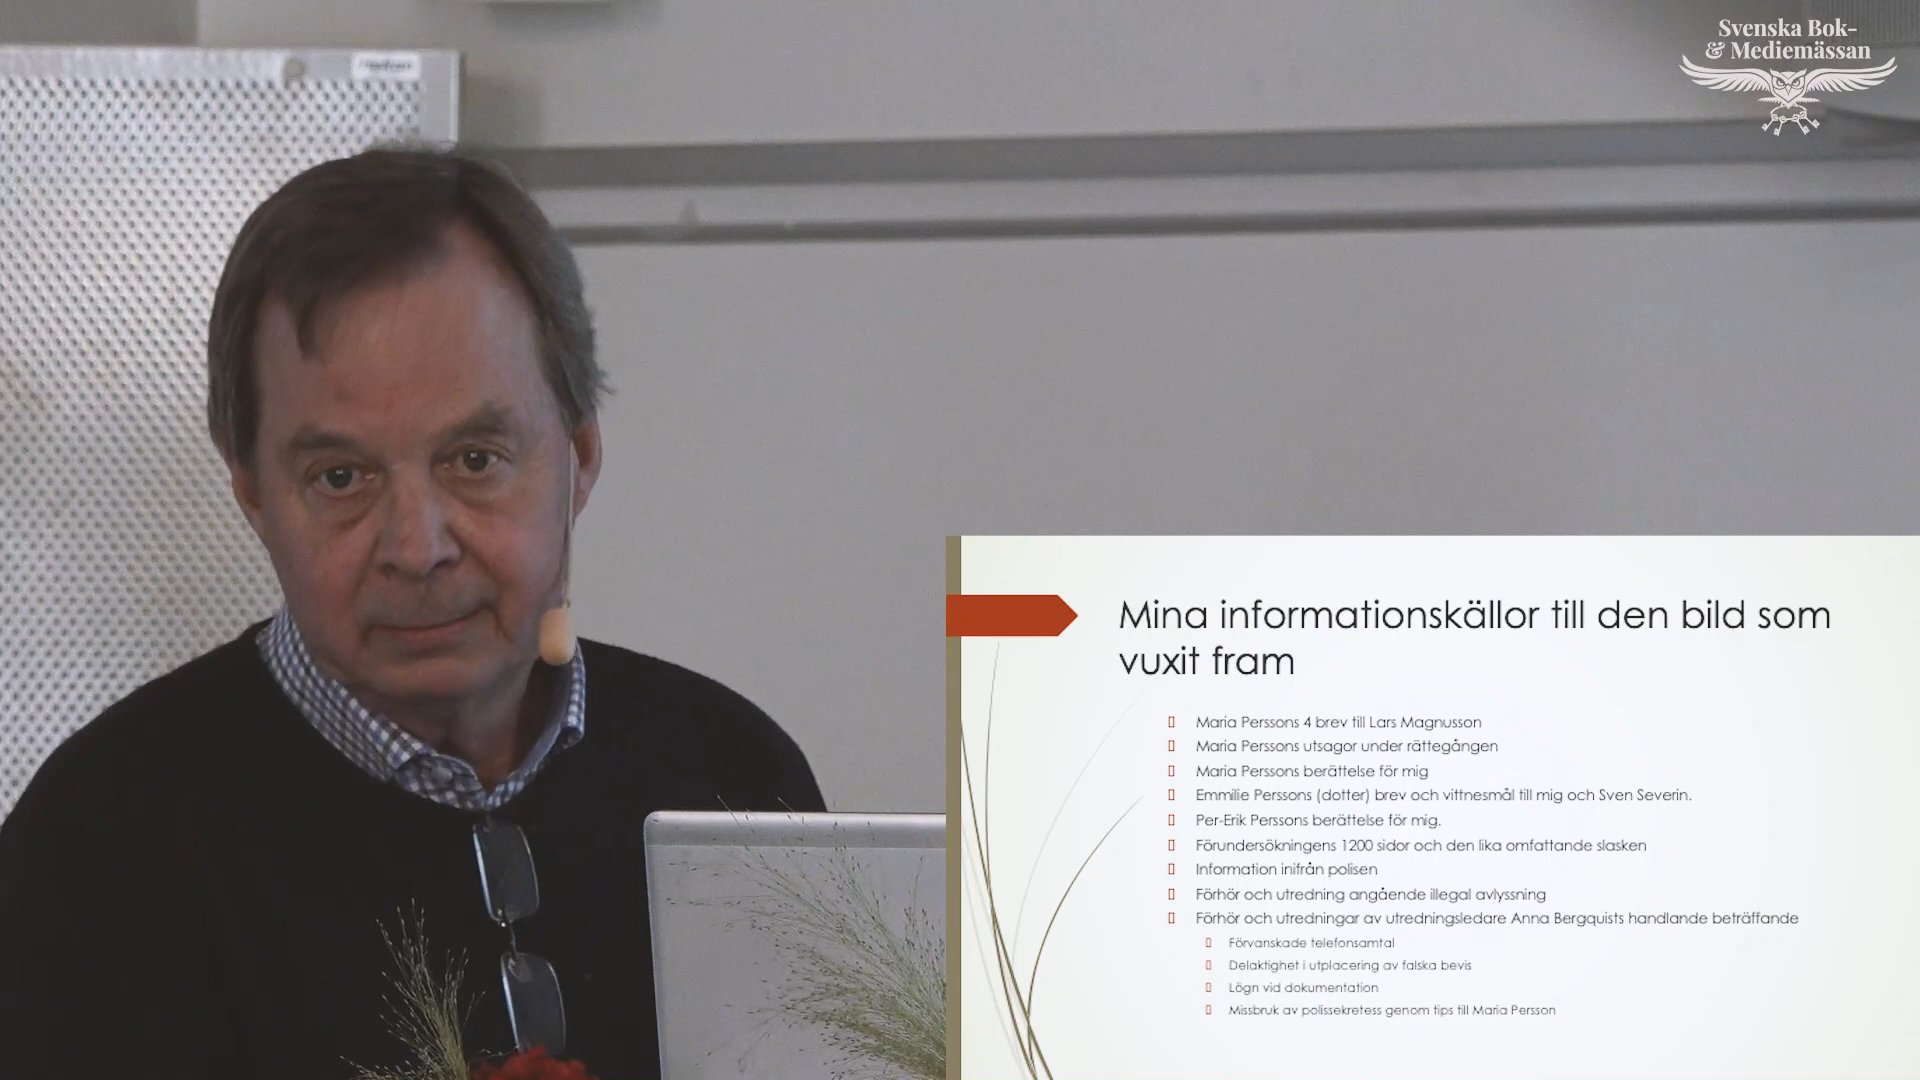 Svenska Bok-
& Mediemässan
Mina informationskällor till den bild som
vuxit fram
Maria Perssons 4 brev till Lars Magnusson
Maria Perssons utsagor under rättegången
Maria Perssons berättelse för mig
Emmilie Perssons (dotter) brev och vittnesmål till mig och Sven Severin.
Per-Erik Perssons berättelse för mig.
Förundersökningens 1200 sidor och den lika omfattande slasken
Information inifrån polisen
Förhör och utredning angående illegal avlyssning
Förhör och utredningar av utredningsledare Anna Bergquists handlande beträffande
Förvanskade telefonsamtal
Delaktighet i utplacering av falska bevis
Lögn vid dokumentation
Missbruk av polissekretess genom tips till Maria Persson